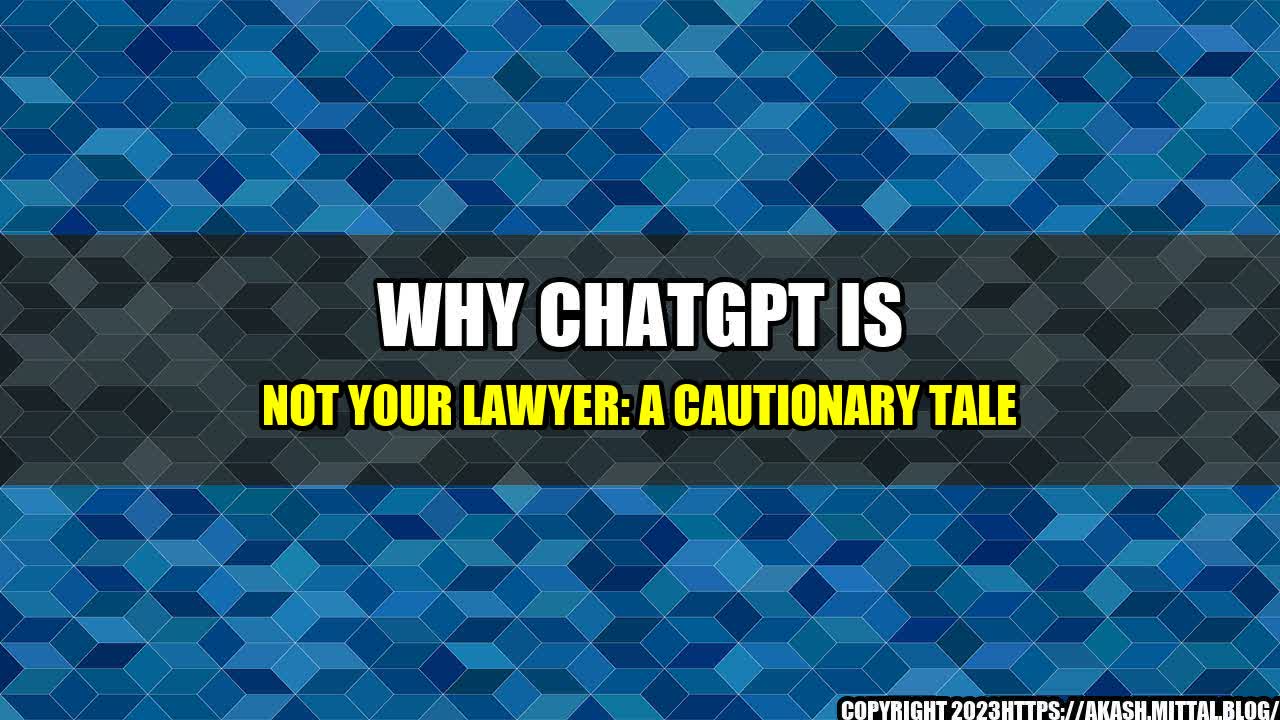 WHY CHATGPT IS
NOT YOUR LAWYER: A CAUTIONARY TALE
COPYRIGHT 2023HTTPS://AKASH.MITTAL.BLOG/